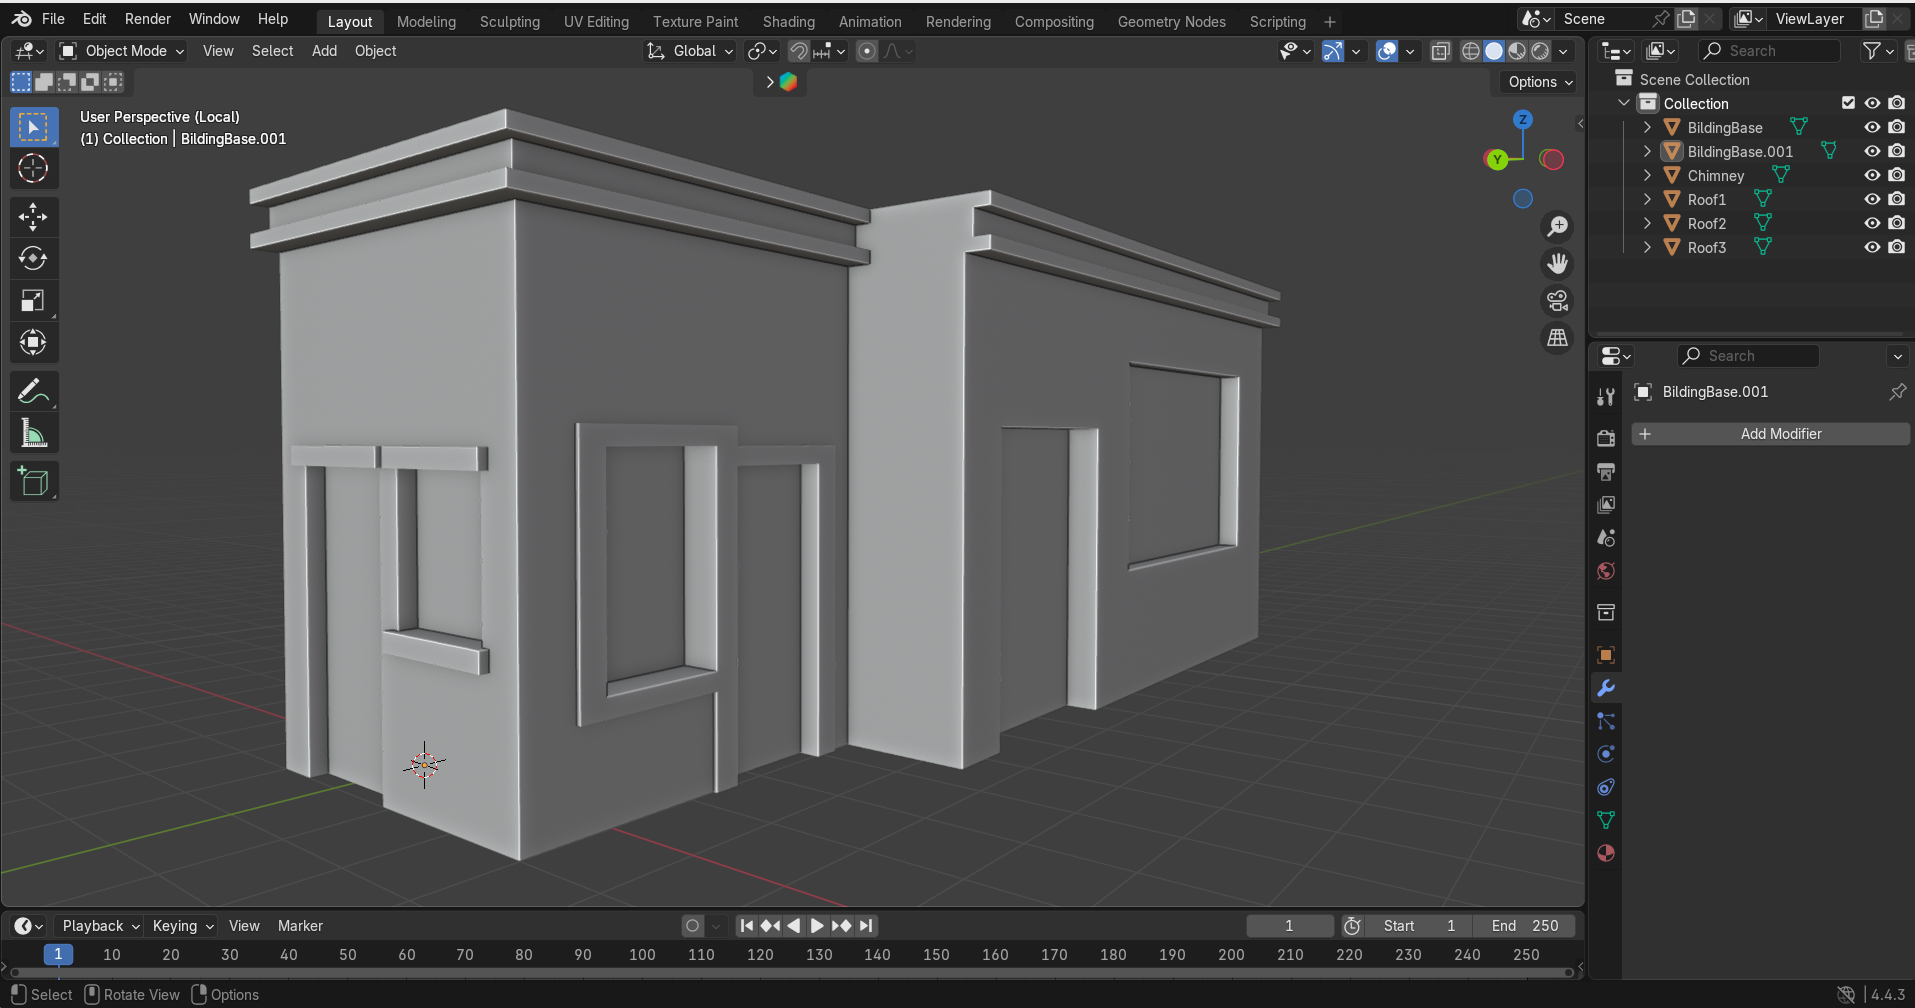 File Edit Render Window Help Layout Modeling Sculpting UV Editing Texture Paint Shading Animation Rendering Compositing Geometry Nodes Scripting + Scene ViewLayer
Object Mode View Select Add Object Global Search
Options
Scene Collection
Collection
User Perspective (Local)
(1) Collection | BildingBase.001
BildingBase
BildingBase.001
Chimney
Roof1
Roof2
Roof3
Z
Y
Search
BildingBase.001
+ Add Modifier
Playback Keying View Marker 1 Start 1 End 250
1 10 20 30 40 50 60 70 80 90 100 110 120 130 140 150 160 170 180 190 200 210 220 230 240 250
Select Rotate View Options 4.4.3